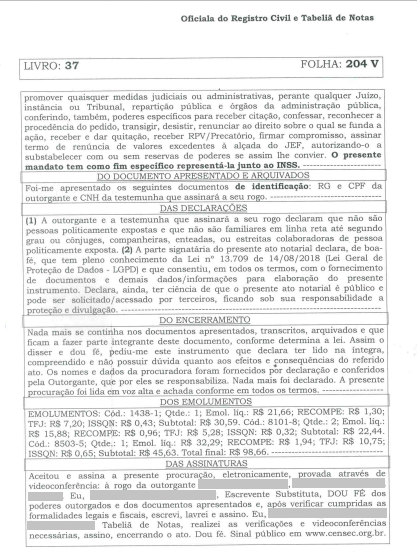 Oficiala do Registro Civil e Tabeliã de Notas
LIVRO: 37
FOLHA: 204 V
promover quaisquer medidas judiciais ou administrativas, perante qualquer Juízo,
instância ou Tribunal, repartição pública e órgãos da administração pública,
conferindo, também, poderes específicos para receber citação, confessar, reconhecer a
procedência do pedido, transigir, desistir, renunciar ao direito sobre o qual se funda a
ação, receber e dar quitação, receber RPV/Precatório, firmar compromisso, assinar
termo de renúncia de valores excedentes à alçada do JEF, autorizando-o a
substabelecer com ou sem reservas de poderes se assim lhe convier. O presente
mandato tem como fim específico representá-la junto ao INSS. --------------------
DO DOCUMENTO APRESENTADO E ARQUIVADOS
Foi-me apresentado os seguintes documentos de identificação: RG e CPF da
outorgante e CNH da testemunha que assinará a seu rogo. --------------------
DAS DECLARAÇÕES
(1) A outorgante e a testemunha que assinará a seu rogo declaram que não são
pessoas politicamente expostas e que não são familiares em linha reta até segundo
grau ou cônjuges, companheiras, enteadas, ou estreitas colaboradoras de pessoa
politicamente exposta. (2) A parte signatária do presente ato notarial declara, de boa-
fé, que tem pleno conhecimento da Lei nº 13.709 de 14/08/2018 (Lei Geral de
Proteção de Dados - LGPD) e que consentiu, em todos os termos, com o fornecimento
de documentos e demais dados/informações para elaboração do presente
instrumento. Declara, ainda, ter ciência de que o presente ato notarial é público e
pode ser solicitado/acessado por terceiros, ficando sob sua responsabilidade a
proteção e divulgação. --------------------
DO ENCERRAMENTO
Nada mais se continha nos documentos apresentados, transcritos, arquivados e que
ficam a fazer parte integrante deste documento, conforme determina a lei. Assim o
disser e dou fé, pediu-me este instrumento que declara ter lido na íntegra,
compreendido e não possuir dúvida quanto aos efeitos e consequências do referido
ato. Os nomes e dados da procuradora foram fornecidos por declaração e conferidos
pela Outorgante, que por eles se responsabiliza. Nada mais foi declarado. A presente
procuração foi lida em voz alta e achada conforme em todos os termos. --------------------
DOS EMOLUMENTOS
EMOLUMENTOS: Cód.: 1438-1; Qtde.: 1; Emol. líq.: R$ 21,66; RECOMPE: R$ 1,30;
TFJ: R$ 7,20; ISSQN: R$ 0,43; Subtotal: R$ 30,59. Cód.: 8101-8; Qtde.: 2; Emol. líq.:
R$ 15,88; RECOMPE: R$ 0,96; TFJ: R$ 5,28; ISSQN: R$ 0,32; Subtotal: R$ 22,44.
Cód.: 8503-5; Qtde.: 1; Emol. líq.: R$ 32,29; RECOMPE: R$ 1,94; TFJ: R$ 10,75;
ISSQN: R$ 0,65; Subtotal: R$ 45,63. Total final: R$ 98,66. --------------------
DAS ASSINATURAS
Aceitou e assina a presente procuração, eletronicamente, provada através de
videoconferência: à rogo da outorgante ,
. Eu, , Escrevente Substituta, DOU FÉ dos
poderes outorgados e dos documentos apresentados e, após verificar cumpridas as
formalidades legais e fiscais, escrevi, lavrei e assino. Eu,
Tabeliã de Notas, realizei as verificações e videoconferências
necessárias, assino, encerrando o ato. Dou fé. Sinal público em www.censec.org.br.